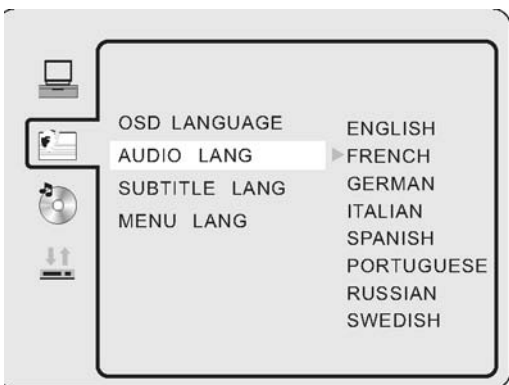 OSD LANGUAGE
AUDIO LANG
SUBTITLE LANG
MENU LANG
ENGLISH
FRENCH
GERMAN
ITALIAN
SPANISH
PORTUGUESE
RUSSIAN
SWEDISH